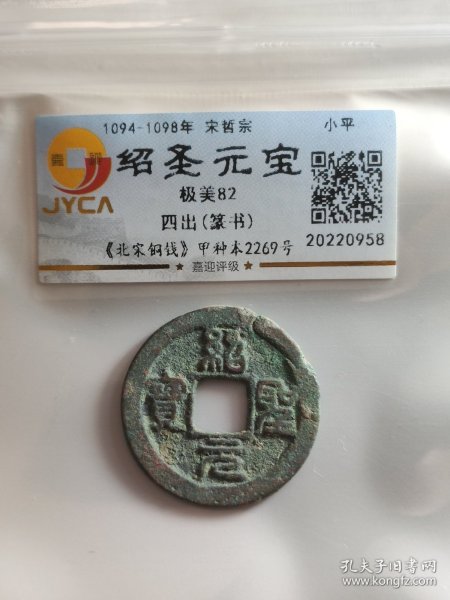 1094-1098年 宋哲宗 小平
嘉 迎
JYCA
绍圣元宝
极美82
四出(篆书)
《北宋铜钱》甲种本2269号
20220958
★ 嘉迎评级 ★
紹聖元寶
孔夫子旧书网
www.kongfz.com